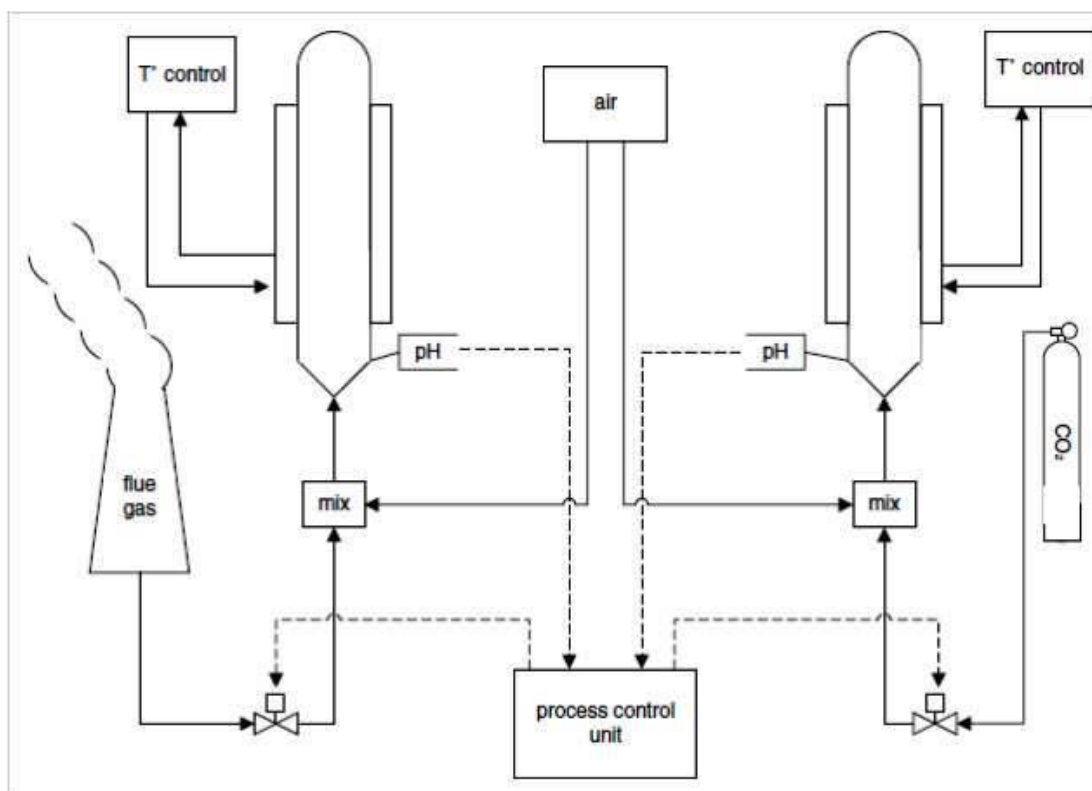 T° control
air
T° control
pH
pH
CO₂
flue
gas
mix
mix
process control
unit